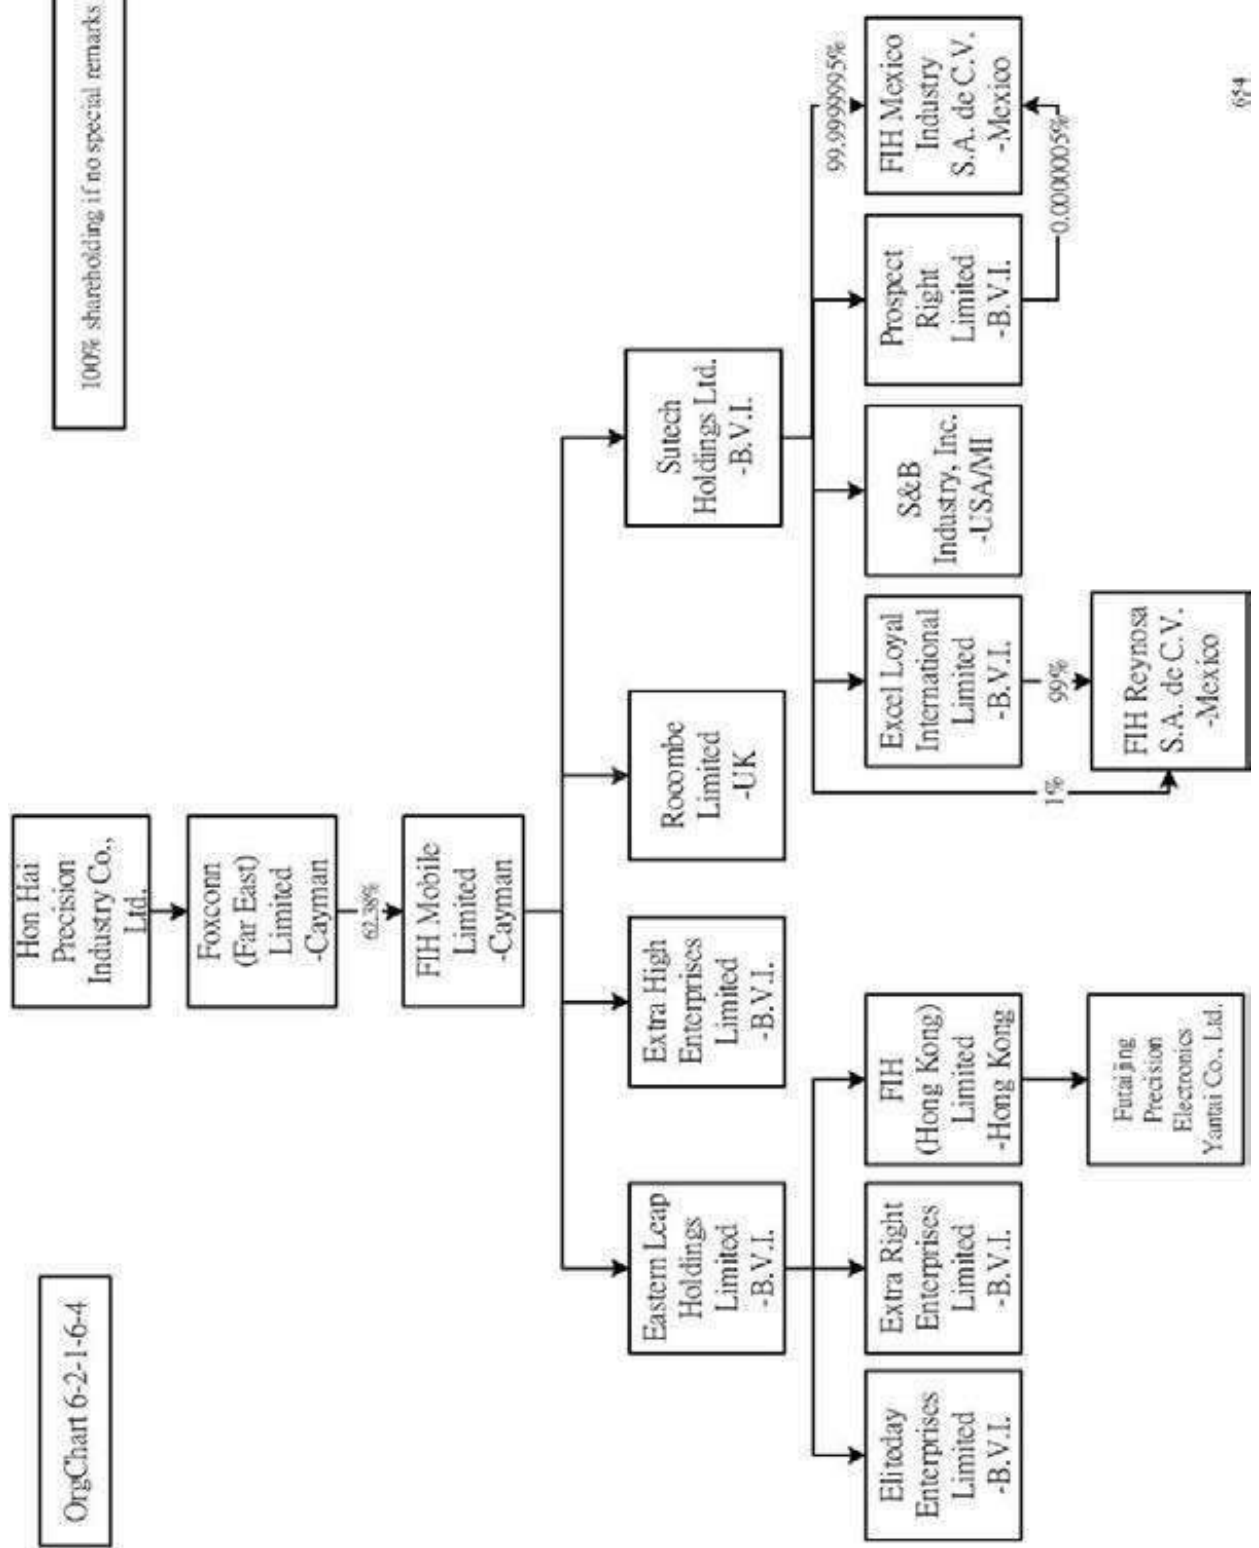 OrgChart 6-2-1-6-4
100% shareholding if no special remarks
Hon Hai
Precision
Industry Co.,
Ltd.
Foxconn
(Far East)
Limited
-Cayman
62.38%
FIH Mobile
Limited
-Cayman
Eastern Leap
Holdings
Limited
-B.V.I.
Extra High
Enterprises
Limited
-B.V.I.
Rocombe
Limited
-UK
Sutech
Holdings Ltd.
-B.V.I.
99.9999995%
Eliteday
Enterprises
Limited
-B.V.I.
Extra Right
Enterprises
Limited
-B.V.I.
FIH
(Hong Kong)
Limited
-Hong Kong
Excel Loyal
International
Limited
-B.V.I.
S&B
Industry, Inc.
-USA/MI
Prospect
Right
Limited
-B.V.I.
FIH Mexico
Industry
S.A. de C.V.
-Mexico
1%
99%
0.0000005%
Futaijing
Precision
Electronics
Yantai Co., Ltd.
FIH Reynosa
S.A. de C.V.
-Mexico
654